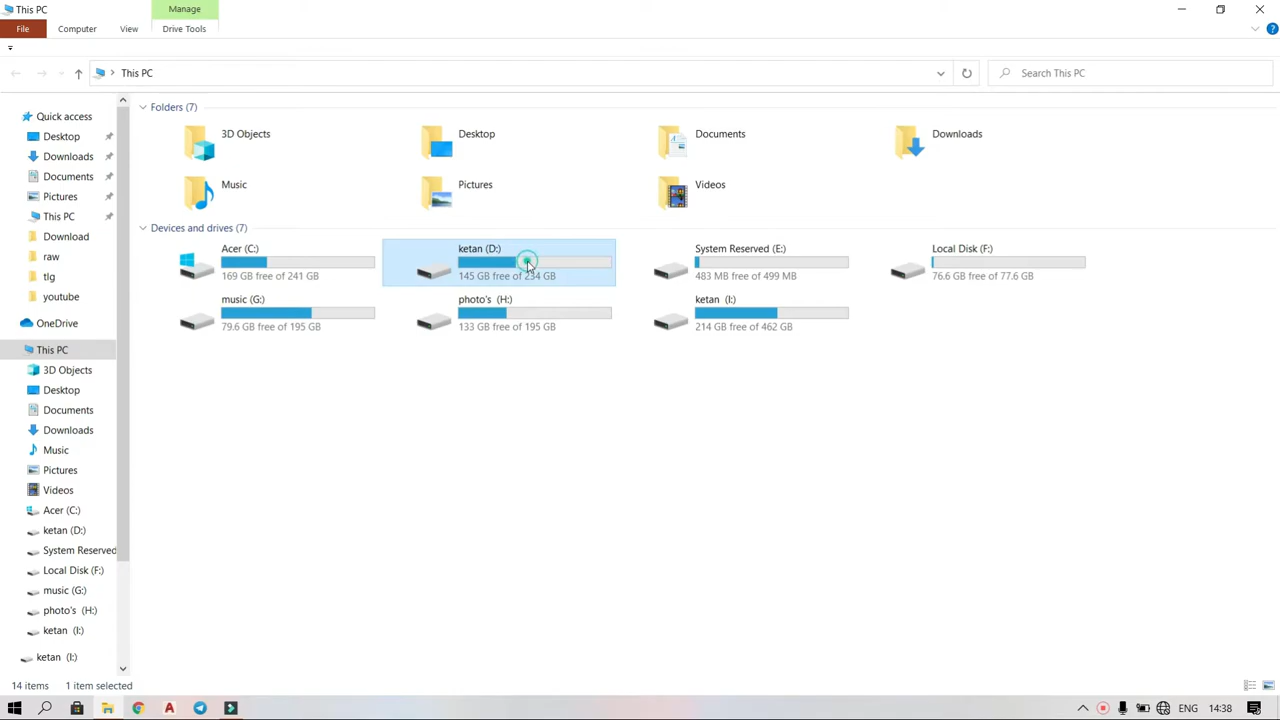 This PC
Manage
File
Computer
View
Drive Tools
This PC
Search This PC
Quick access
Desktop
Downloads
Documents
Pictures
This PC
Download
raw
tlg
youtube
OneDrive
This PC
3D Objects
Desktop
Documents
Downloads
Music
Pictures
Videos
Acer (C:)
ketan (D:)
System Reserved
Local Disk (F:)
music (G:)
photo's (H:)
ketan (I:)
ketan (I:)
Folders (7)
3D Objects
Desktop
Documents
Downloads
Music
Pictures
Videos
Devices and drives (7)
Acer (C:)
169 GB free of 241 GB
ketan (D:)
145 GB free of 234 GB
System Reserved (E:)
483 MB free of 499 MB
Local Disk (F:)
76.6 GB free of 77.6 GB
music (G:)
79.6 GB free of 195 GB
photo's (H:)
133 GB free of 195 GB
ketan (I:)
214 GB free of 462 GB
14 items
1 item selected
ENG
14:38